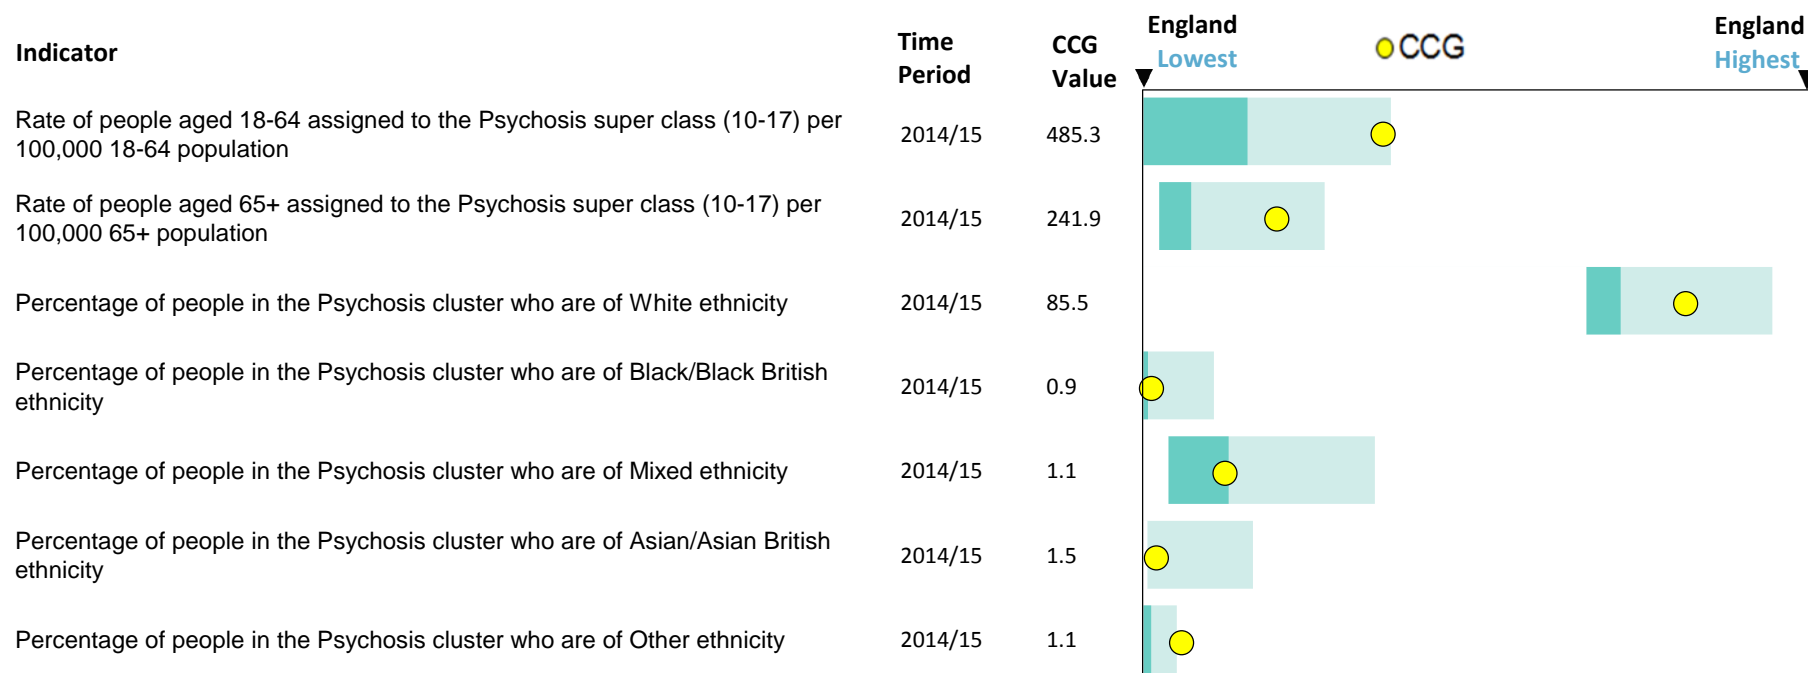 Indicator
Time Period
CCG Value
England Lowest
CCG
England Highest
Rate of people aged 18-64 assigned to the Psychosis super class (10-17) per
100,000 18-64 population
2014/15
485.3
Rate of people aged 65+ assigned to the Psychosis super class (10-17) per
100,000 65+ population
2014/15
241.9
Percentage of people in the Psychosis cluster who are of White ethnicity
2014/15
85.5
Percentage of people in the Psychosis cluster who are of Black/Black British
ethnicity
2014/15
0.9
Percentage of people in the Psychosis cluster who are of Mixed ethnicity
2014/15
1.1
Percentage of people in the Psychosis cluster who are of Asian/Asian British
ethnicity
2014/15
1.5
Percentage of people in the Psychosis cluster who are of Other ethnicity
2014/15
1.1